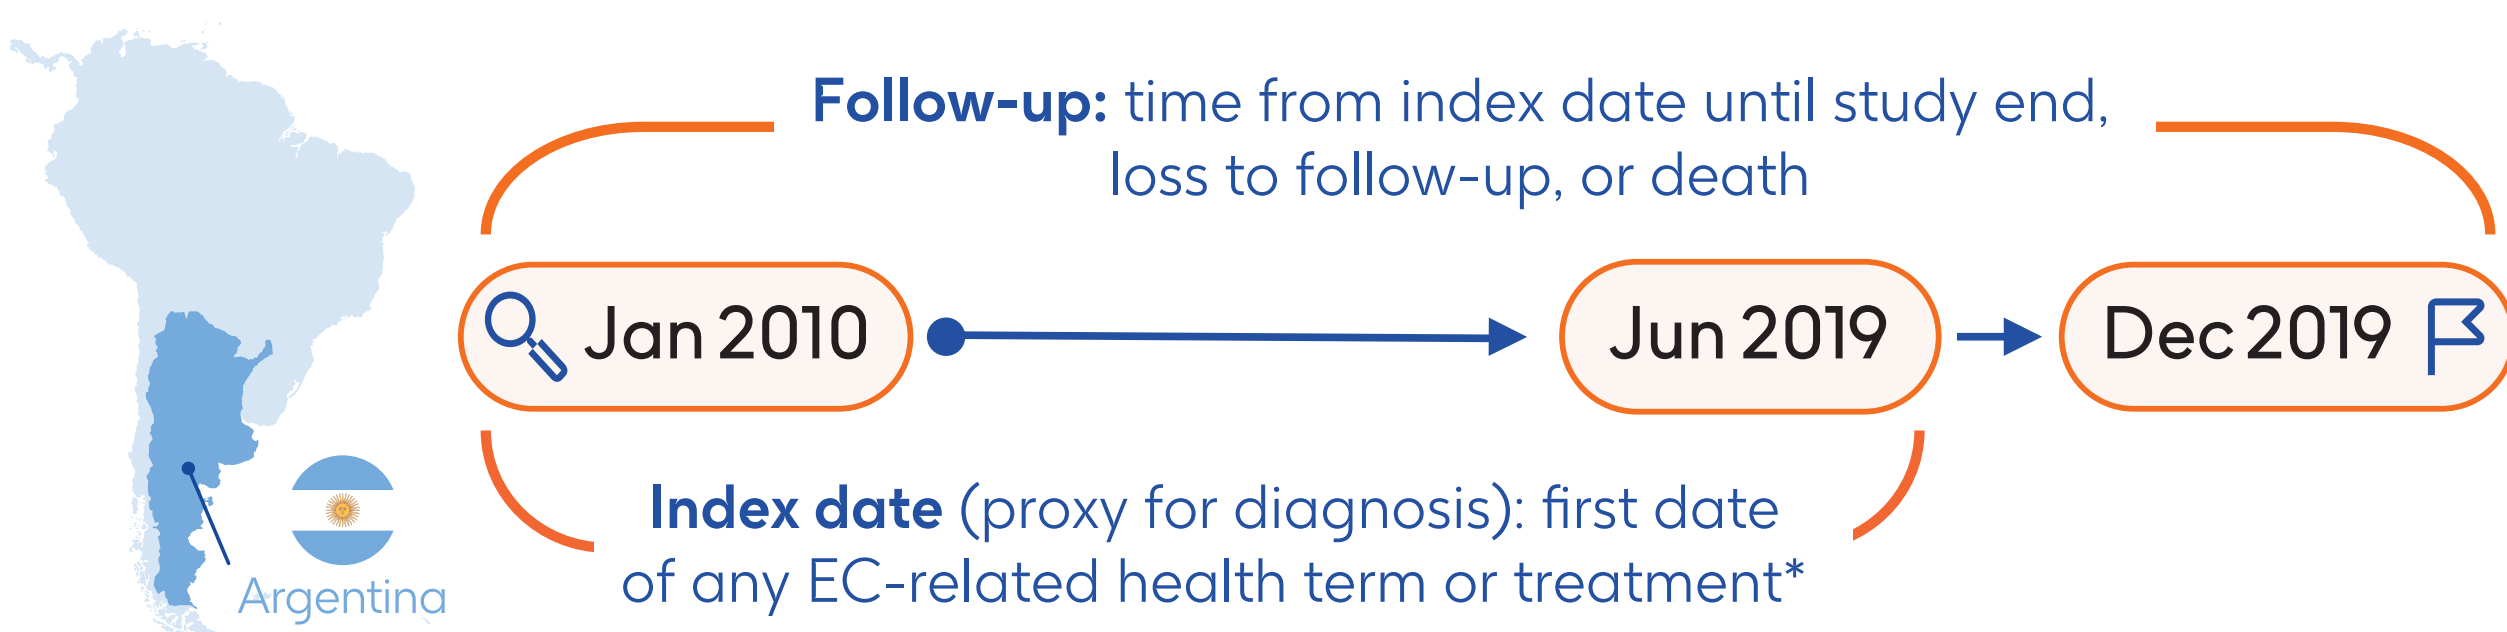 Follow-up: time from index date until study end,
loss to follow-up, or death
Jan 2010
Jun 2019
Dec 2019
Index date (proxy for diagnosis): first date
of any EC-related health term or treatment*
Argentina